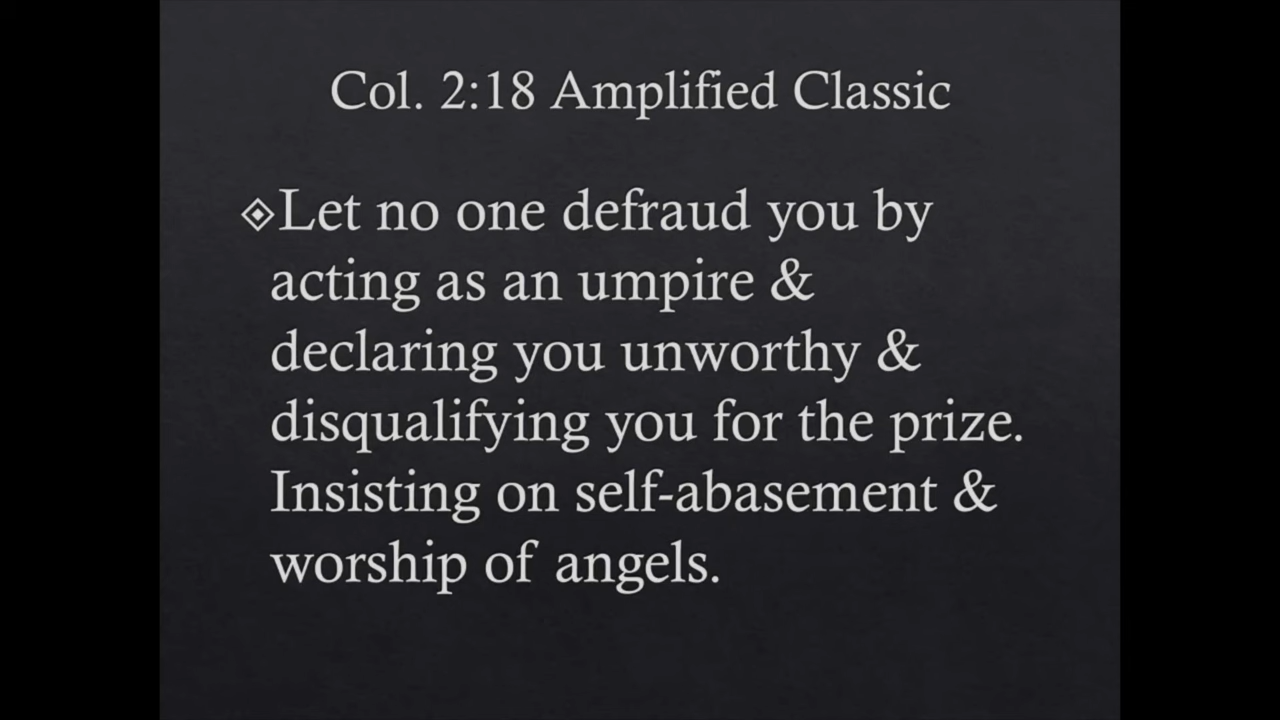 Col. 2:18 Amplified Classic
Let no one defraud you by
acting as an umpire &
declaring you unworthy &
disqualifying you for the prize.
Insisting on self-abasement &
worship of angels.